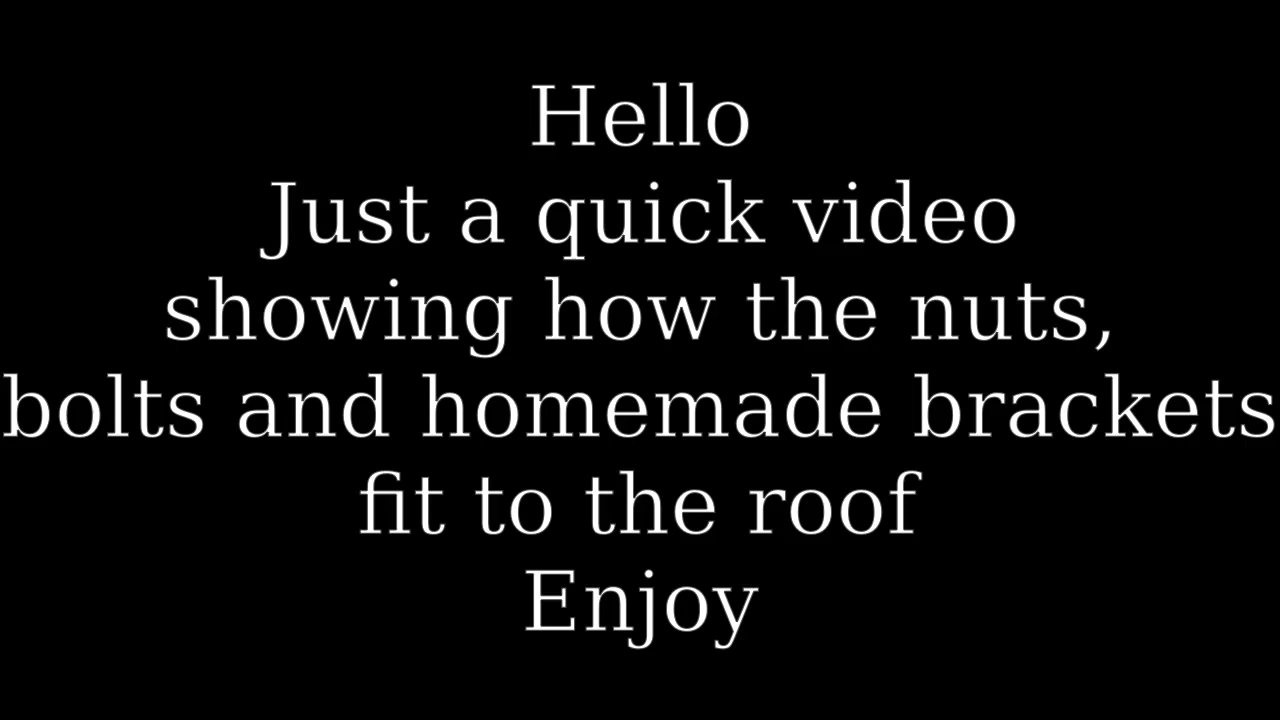 Hello
Just a quick video
showing how the nuts,
bolts and homemade brackets
fit to the roof
Enjoy